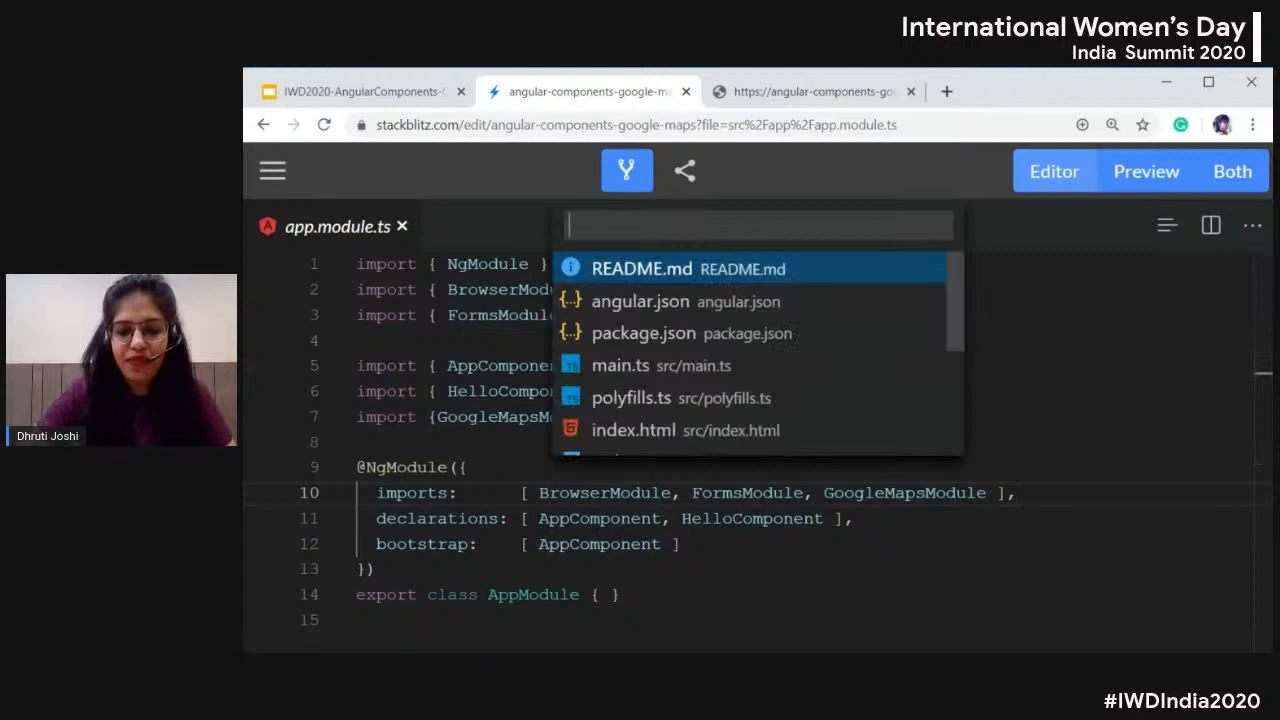 International Women's Day
India Summit 2020
IWD2020-AngularComponents-
angular-components-google-ma
https://angular-components-goo
stackblitz.com/edit/angular-components-google-maps?file=src%2Fapp%2Fapp.module.ts
Editor
Preview
Both
app.module.ts
README.md README.md
angular.json angular.json
package.json package.json
main.ts src/main.ts
polyfills.ts src/polyfills.ts
index.html src/index.html
1 import { NgModule }
2 import { BrowserModu
3 import { FormsModule
4
5 import { AppComponen
6 import { HelloCompo
7 import {GoogleMapsM
8
9 @NgModule({
10 imports: [ BrowserModule, FormsModule, GoogleMapsModule ],
11 declarations: [ AppComponent, HelloComponent ],
12 bootstrap: [ AppComponent ]
13 })
14 export class AppModule { }
15
Dhruti Joshi
#IWDIndia2020